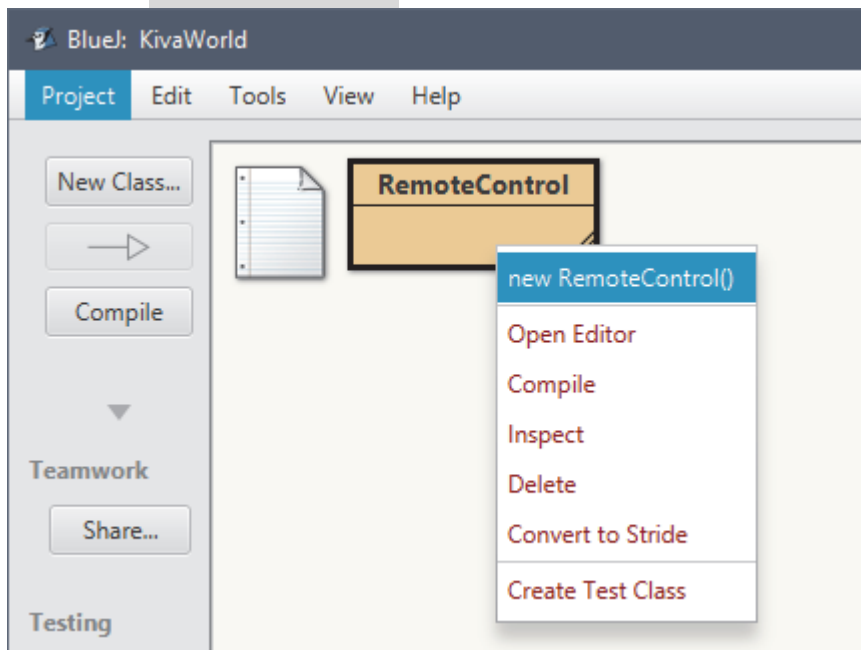 BlueJ: KivaWorld
Project Edit Tools View Help
New Class...
RemoteControl
new RemoteControl()
Compile
Open Editor
Compile
Inspect
Teamwork
Delete
Share...
Convert to Stride
Create Test Class
Testing